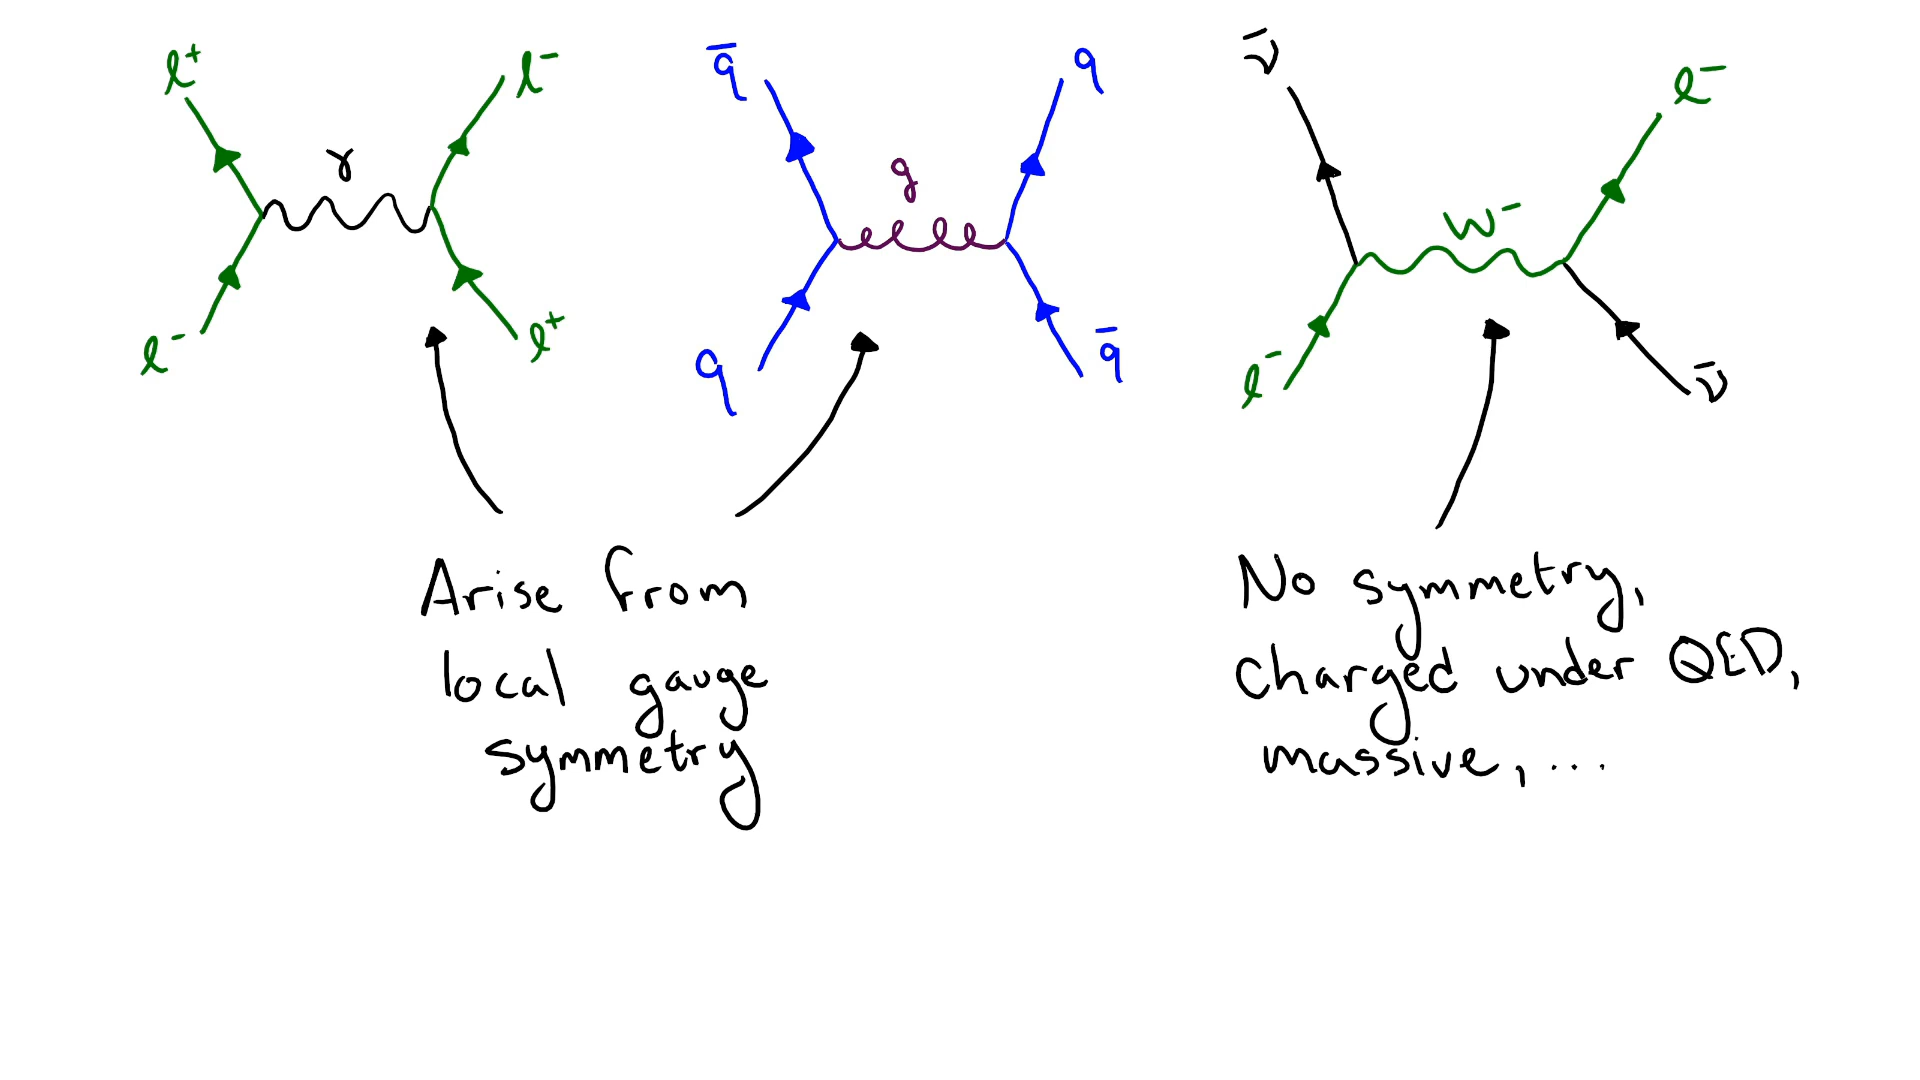 l⁺ l⁻ γ l⁻ l⁺
q̅ q g q q̅
ν̅ e⁻ W⁻ l⁻ ν̅
Arise from
local gauge
symmetry
No symmetry,
charged under QED,
massive, ...